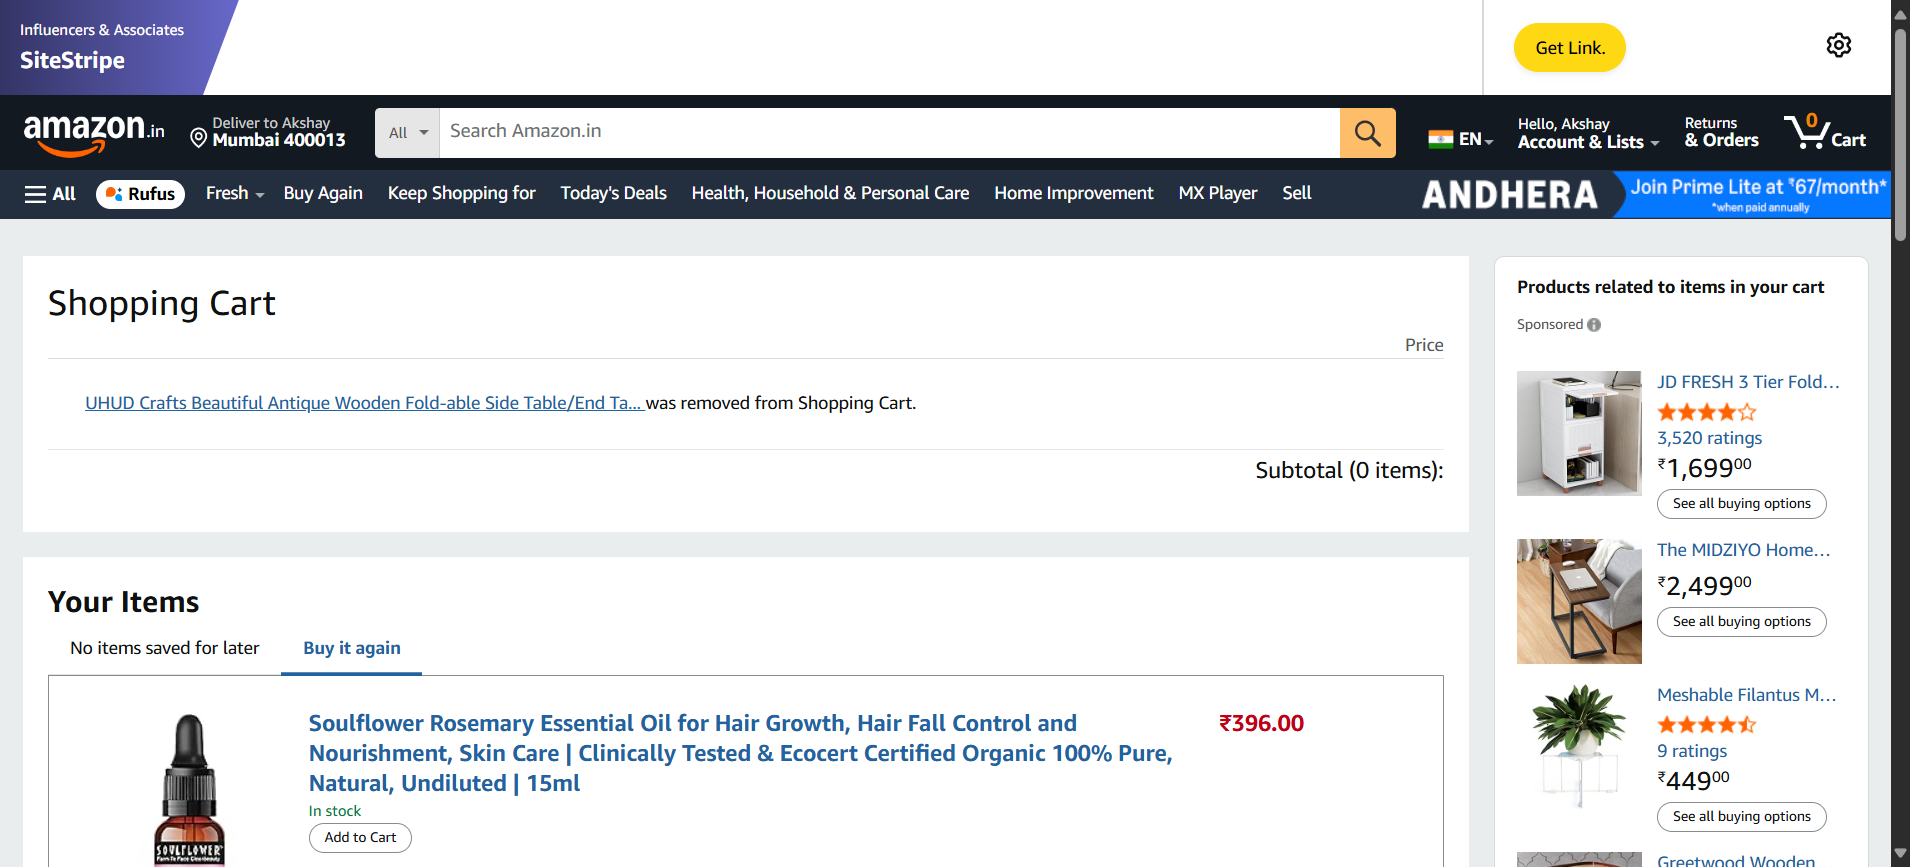 Influencers & Associates
SiteStripe
Get Link.
amazon.in
Deliver to Akshay
Mumbai 400013
All
Search Amazon.in
EN
Hello, Akshay
Account & Lists
Returns
& Orders
0
Cart
All
Rufus
Fresh
Buy Again
Keep Shopping for
Today's Deals
Health, Household & Personal Care
Home Improvement
MX Player
Sell
ANDHERA
Join Prime Lite at ₹67/month*
*when paid annually
Shopping Cart
Price
UHUD Crafts Beautiful Antique Wooden Fold-able Side Table/End Ta... was removed from Shopping Cart.
Subtotal (0 items):
Your Items
No items saved for later
Buy it again
Soulflower Rosemary Essential Oil for Hair Growth, Hair Fall Control and
Nourishment, Skin Care | Clinically Tested & Ecocert Certified Organic 100% Pure,
Natural, Undiluted | 15ml
₹396.00
In stock
Add to Cart
SOULFLOWER
Farm To Face Clean Beauty
Products related to items in your cart
Sponsored
JD FRESH 3 Tier Fold...
3,520 ratings
₹1,69900
See all buying options
The MIDZIYO Home...
₹2,49900
See all buying options
Meshable Filantus M...
9 ratings
₹44900
See all buying options
Greetwood Wooden